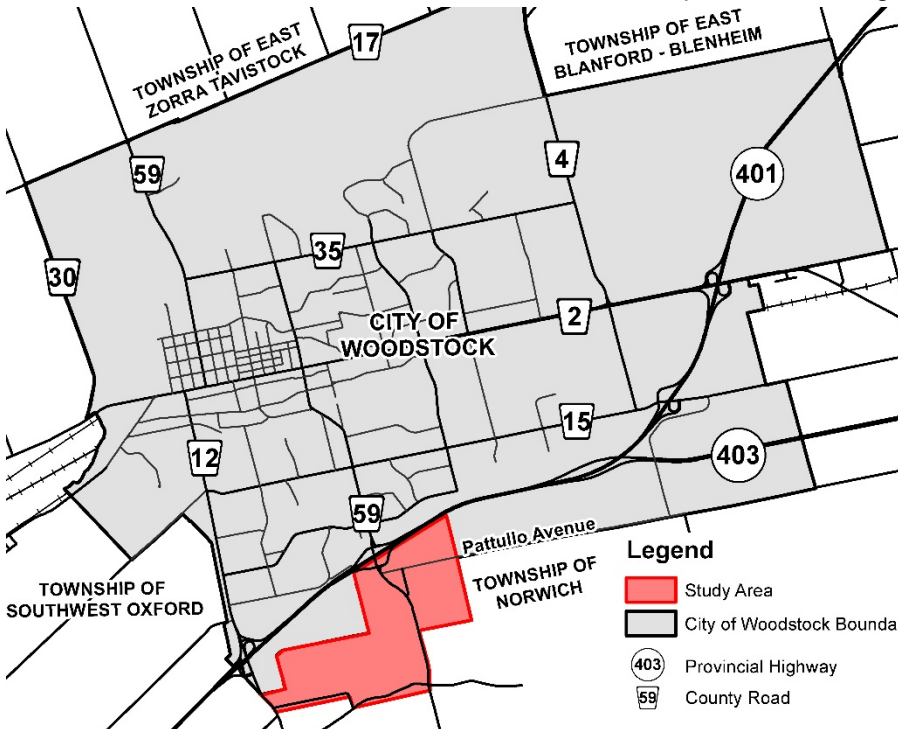 17
TOWNSHIP OF EAST
ZORRA TAVISTOCK
TOWNSHIP OF EAST
BLANFORD - BLENHEIM
59
4
401
35
30
2
CITY OF
WOODSTOCK
15
12
403
59
Pattullo Avenue
TOWNSHIP OF
SOUTHWEST OXFORD
TOWNSHIP OF
NORWICH
Legend
Study Area
City of Woodstock Bounda
403 Provincial Highway
59 County Road